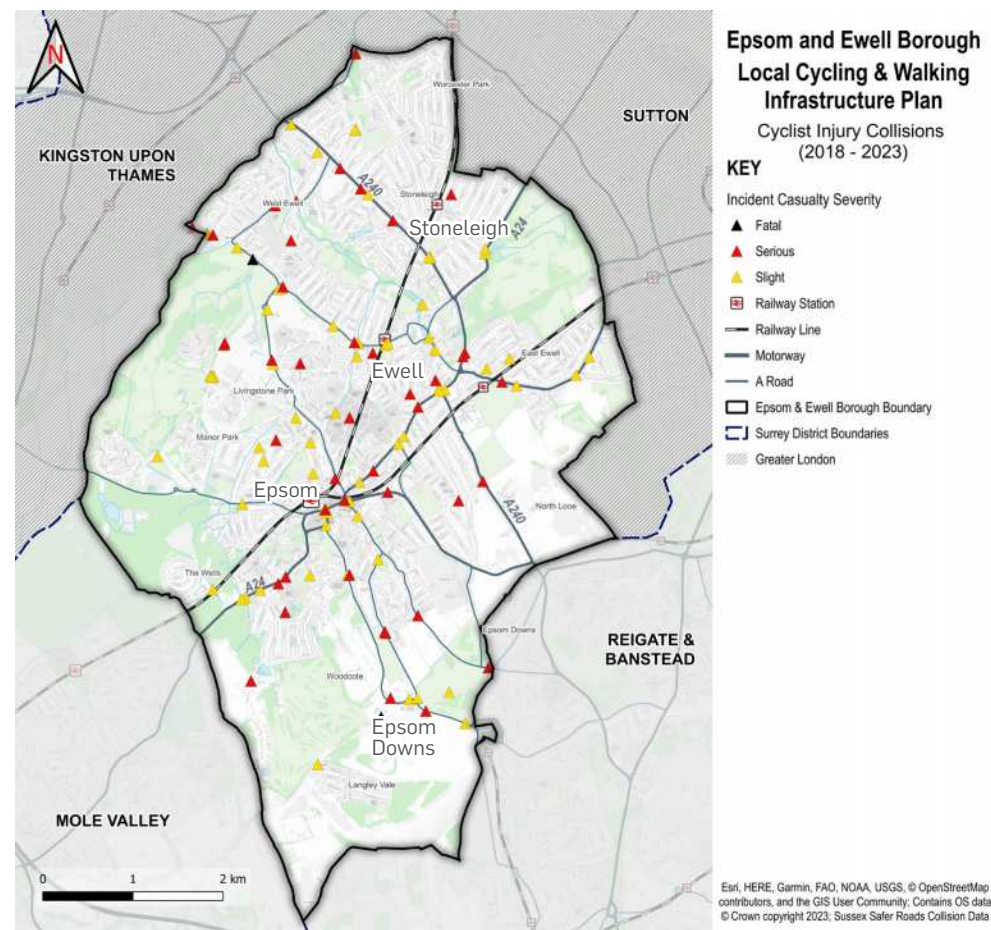 N
Epsom and Ewell Borough
Local Cycling & Walking
Infrastructure Plan
Cyclist Injury Collisions
(2018 - 2023)
KEY
Incident Casualty Severity
Fatal
Serious
Slight
Railway Station
Railway Line
Motorway
A Road
Epsom & Ewell Borough Boundary
Surrey District Boundaries
Greater London
Worcester Park
SUTTON
KINGSTON UPON
THAMES
A240
Stoneleigh
West Ewell
Stoneleigh
A24
East Ewell
Ewell
Livingstone Park
Manor Park
Epsom
North Looe
A240
The Wells
A24
Epsom Downs
REIGATE &
BANSTEAD
Woodcote
Epsom
Downs
Langley Vale
MOLE VALLEY
0 1 2 km
Esri, HERE, Garmin, FAO, NOAA, USGS, © OpenStreetMap
contributors, and the GIS User Community; Contains OS data
© Crown copyright 2023; Sussex Safer Roads Collision Data